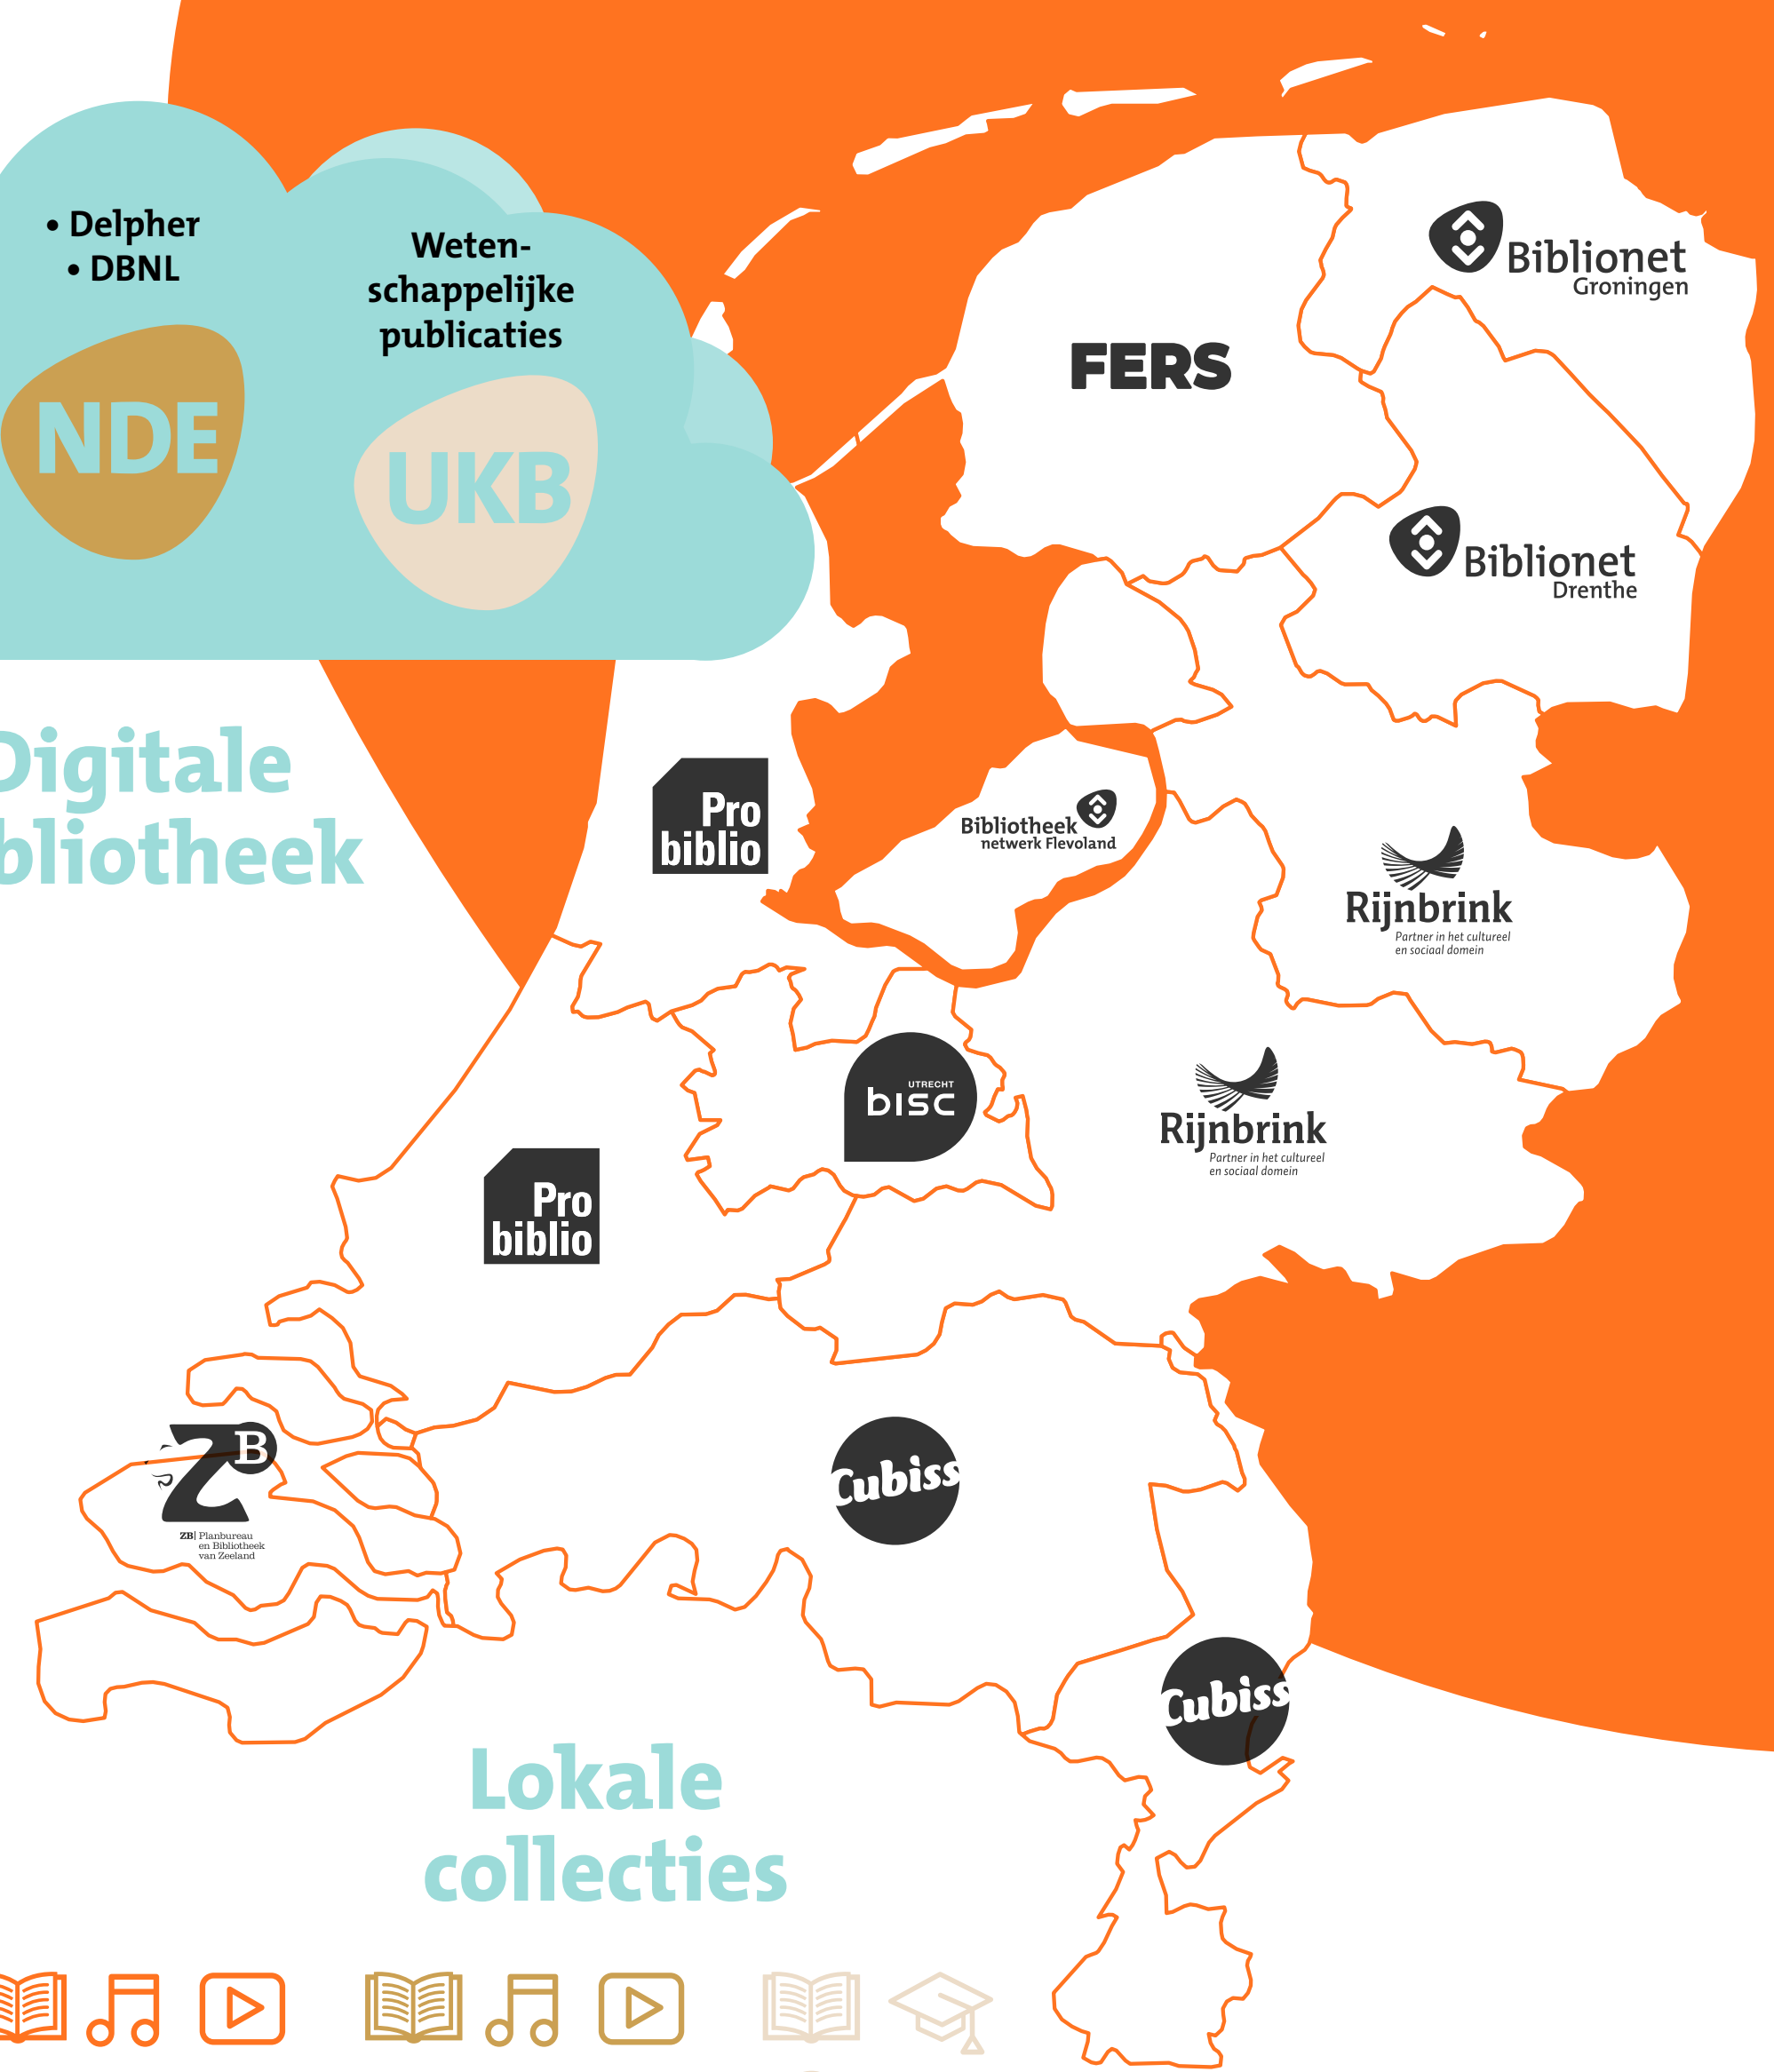 • Delpher
• DBNL
NDE
Weten-
schappelijke
publicaties
UKB
Biblionet
Groningen
FERS
Biblionet
Drenthe
Digitale
bliotheek
Pro
biblio
Bibliotheek
netwerk Flevoland
Rijnbrink
Partner in het cultureel
en sociaal domein
UTRECHT
bisc
Rijnbrink
Partner in het cultureel
en sociaal domein
Pro
biblio
ZB
ZB| Planbureau
en Bibliotheek
van Zeeland
Cubiss
Cubiss
Lokale
collecties